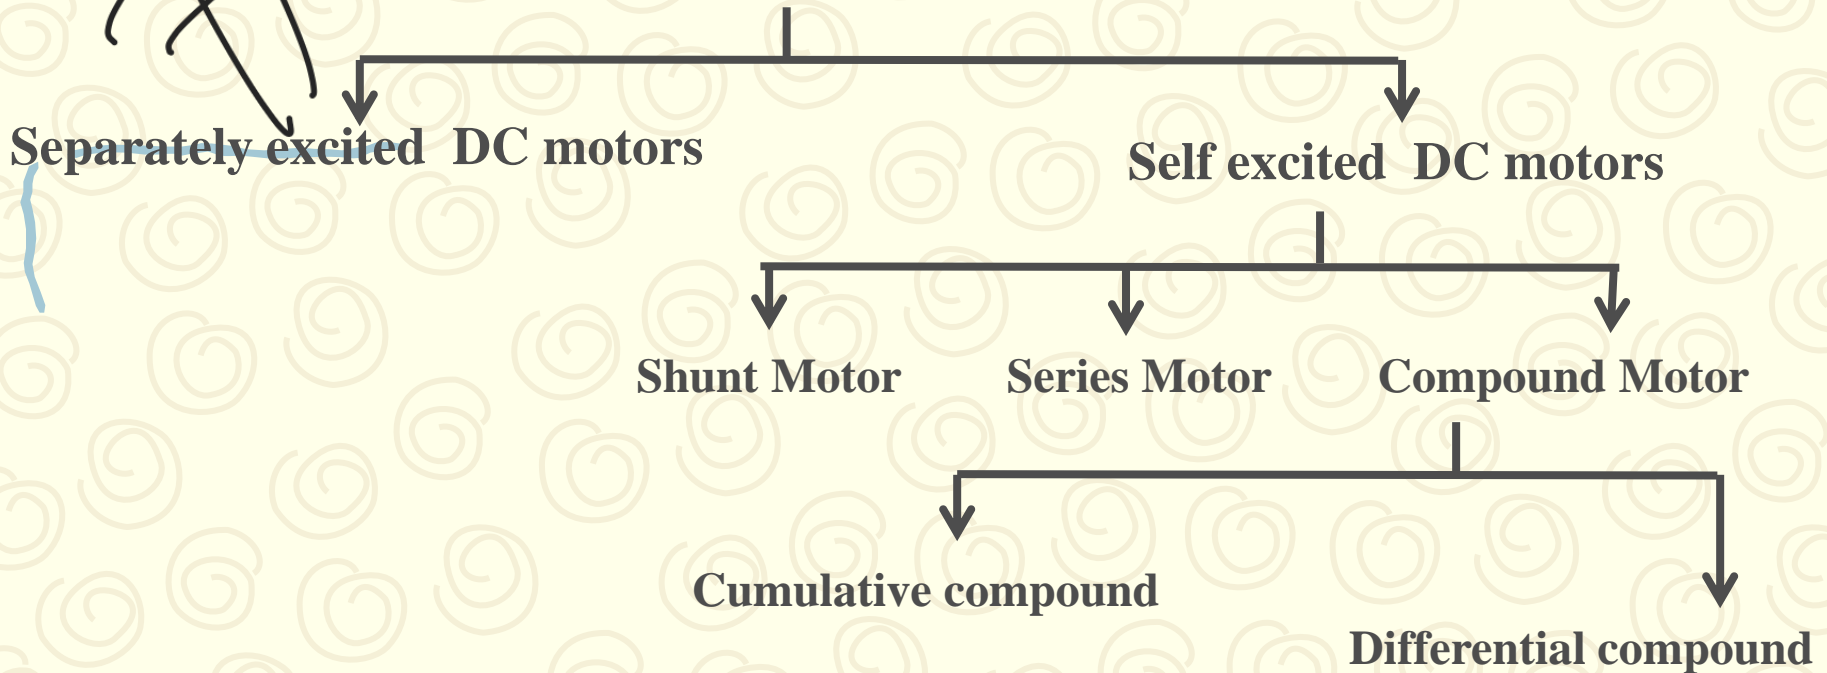 Separately excited DC motors
Self excited DC motors
Shunt Motor
Series Motor
Compound Motor
Cumulative compound
Differential compound